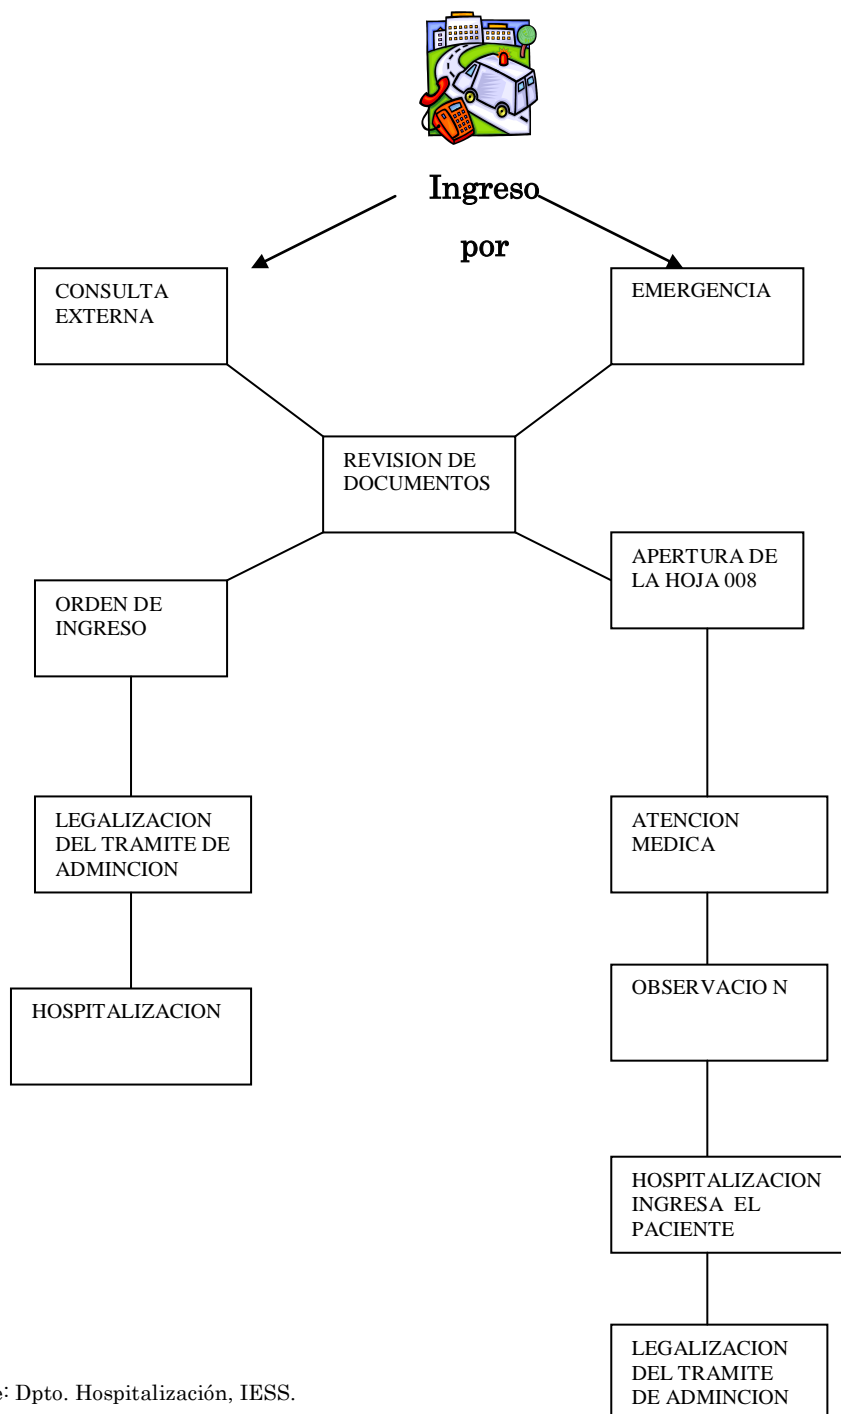 Ingreso
por
CONSULTA
EXTERNA
EMERGENCIA
REVISION DE
DOCUMENTOS
APERTURA DE
LA HOJA 008
ORDEN DE
INGRESO
LEGALIZACION
DEL TRAMITE DE
ADMINCION
ATENCION
MEDICA
OBSERVACIO N
HOSPITALIZACION
HOSPITALIZACION
INGRESA EL
PACIENTE
LEGALIZACION
DEL TRAMITE
DE ADMINCION
: Dpto. Hospitalización, IESS.